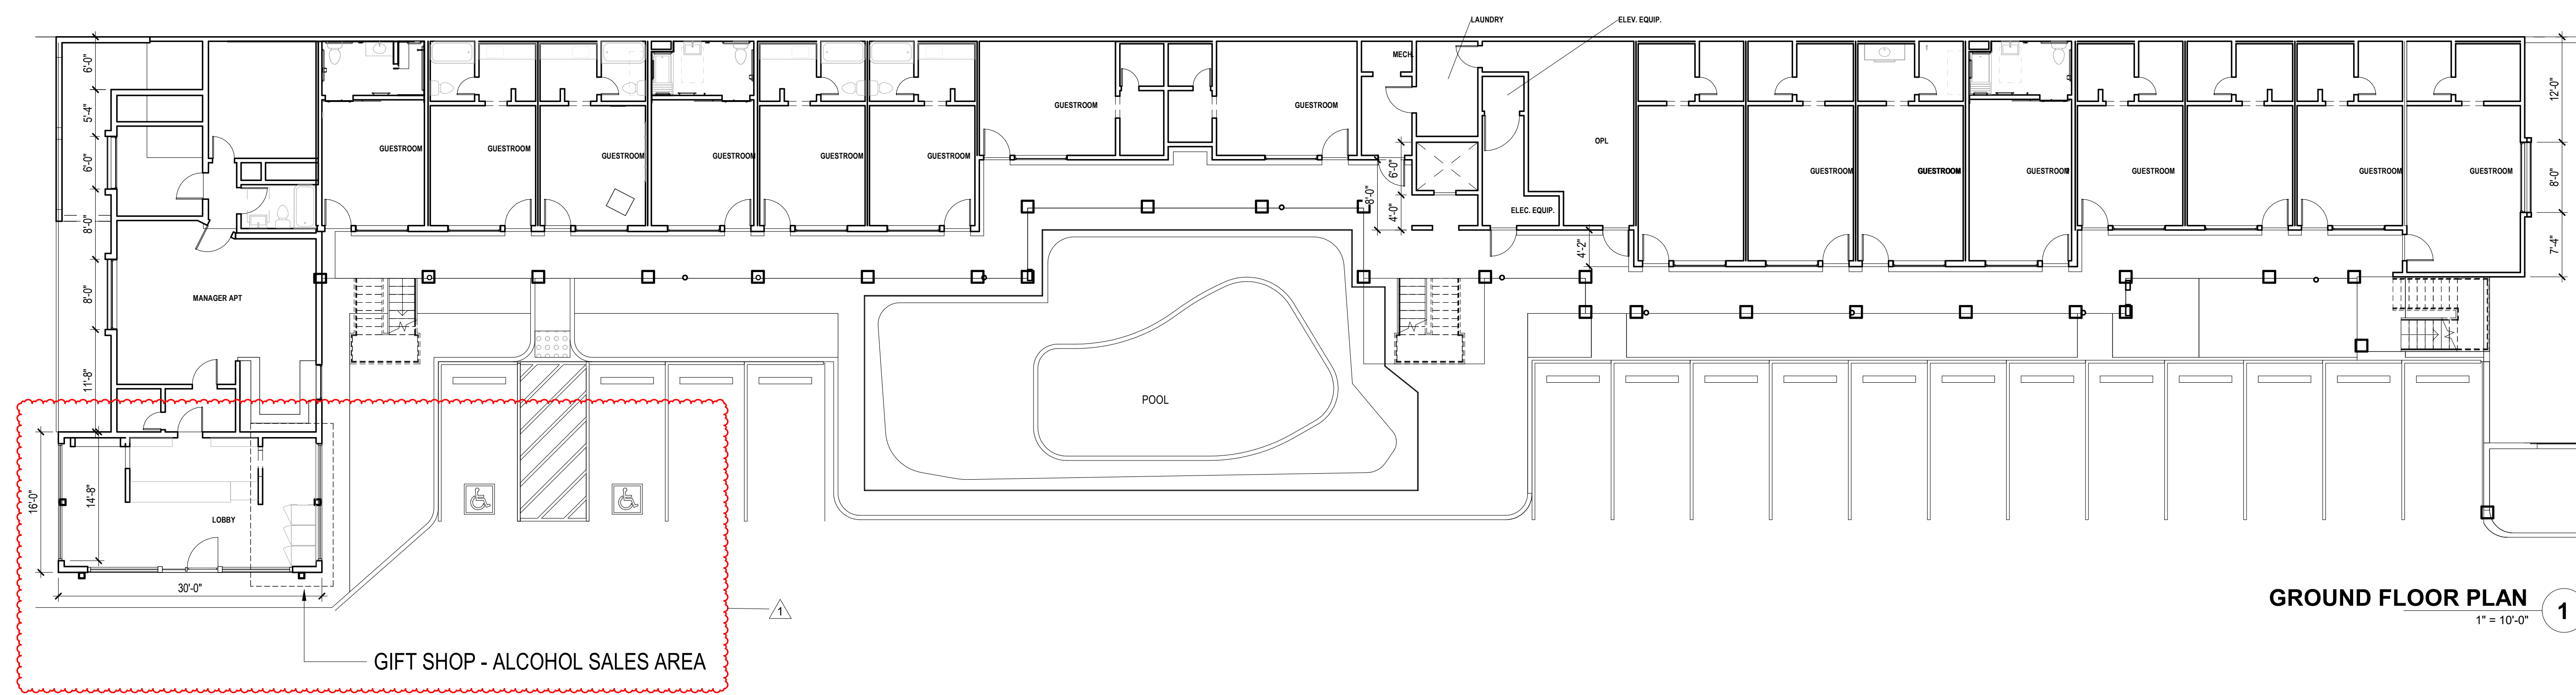 LAUNDRY
ELEV. EQUIP.
MECH.
6'-0"
5'-4"
6'-0"
8'-0"
8'-0"
11'-8"
16'-0"
14'-8"
30'-0"
GUESTROOM
GUESTROOM
GUESTROOM
GUESTROOM
GUESTROOM
GUESTROOM
GUESTROOM
GUESTROOM
OPL
ELEC. EQUIP.
6'-0"
8'-0"
4'-0"
4'-2"
GUESTROOM
GUESTROOM
GUESTROOM
GUESTROOM
GUESTROOM
GUESTROOM
GUESTROOM
GUESTROOM
12'-0"
8'-0"
7'-4"
MANAGER APT
POOL
LOBBY
1
GIFT SHOP - ALCOHOL SALES AREA
GROUND FLOOR PLAN
1" = 10'-0"
1